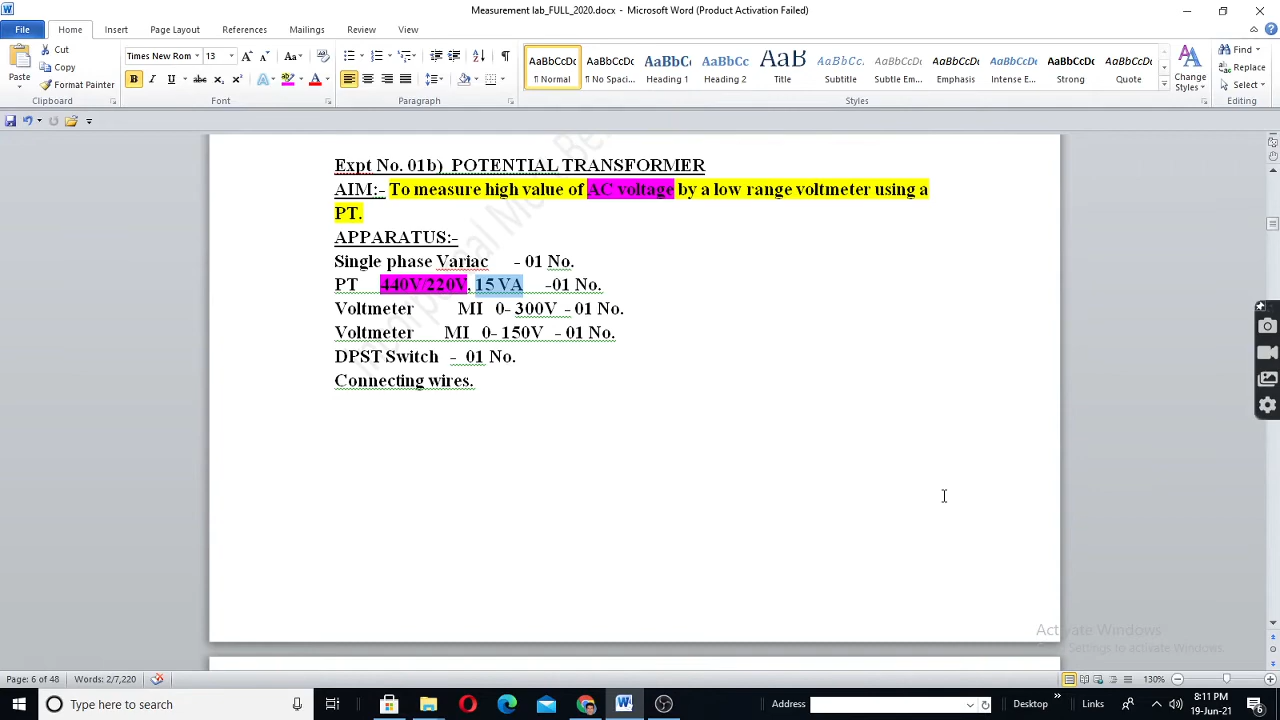 Measurement lab_FULL_2020.docx - Microsoft Word (Product Activation Failed)
File Home Insert Page Layout References Mailings Review View
Paste
Cut
Copy
Format Painter
Clipboard
Times New Rom 13
Font
Paragraph
AaBbCcDc AaBbCcDc AaBbC AaBbCc AaB AaBbCcL AaBbCcDc AaBbCcDc AaBbCcDc AaBbCcDc AaBbCcDc
¶ Normal ¶ No Spaci... Heading 1 Heading 2 Title Subtitle Subtle Em... Emphasis Intense E... Strong Quote
Styles
Change Styles
Find
Replace
Select
Editing
Expt No. 01b) POTENTIAL TRANSFORMER
AIM:- To measure high value of AC voltage by a low range voltmeter using a
PT.
APPARATUS:-
Single phase Variac - 01 No.
PT 440V/220V, 15 VA -01 No.
Voltmeter MI 0- 300V - 01 No.
Voltmeter MI 0- 150V - 01 No.
DPST Switch - 01 No.
Connecting wires.
Activate Windows
Settings to activate Windows.
Page: 6 of 48 Words: 2/7,220 130%
Type here to search
Address
Desktop
Links
8:11 PM
19-Jun-21